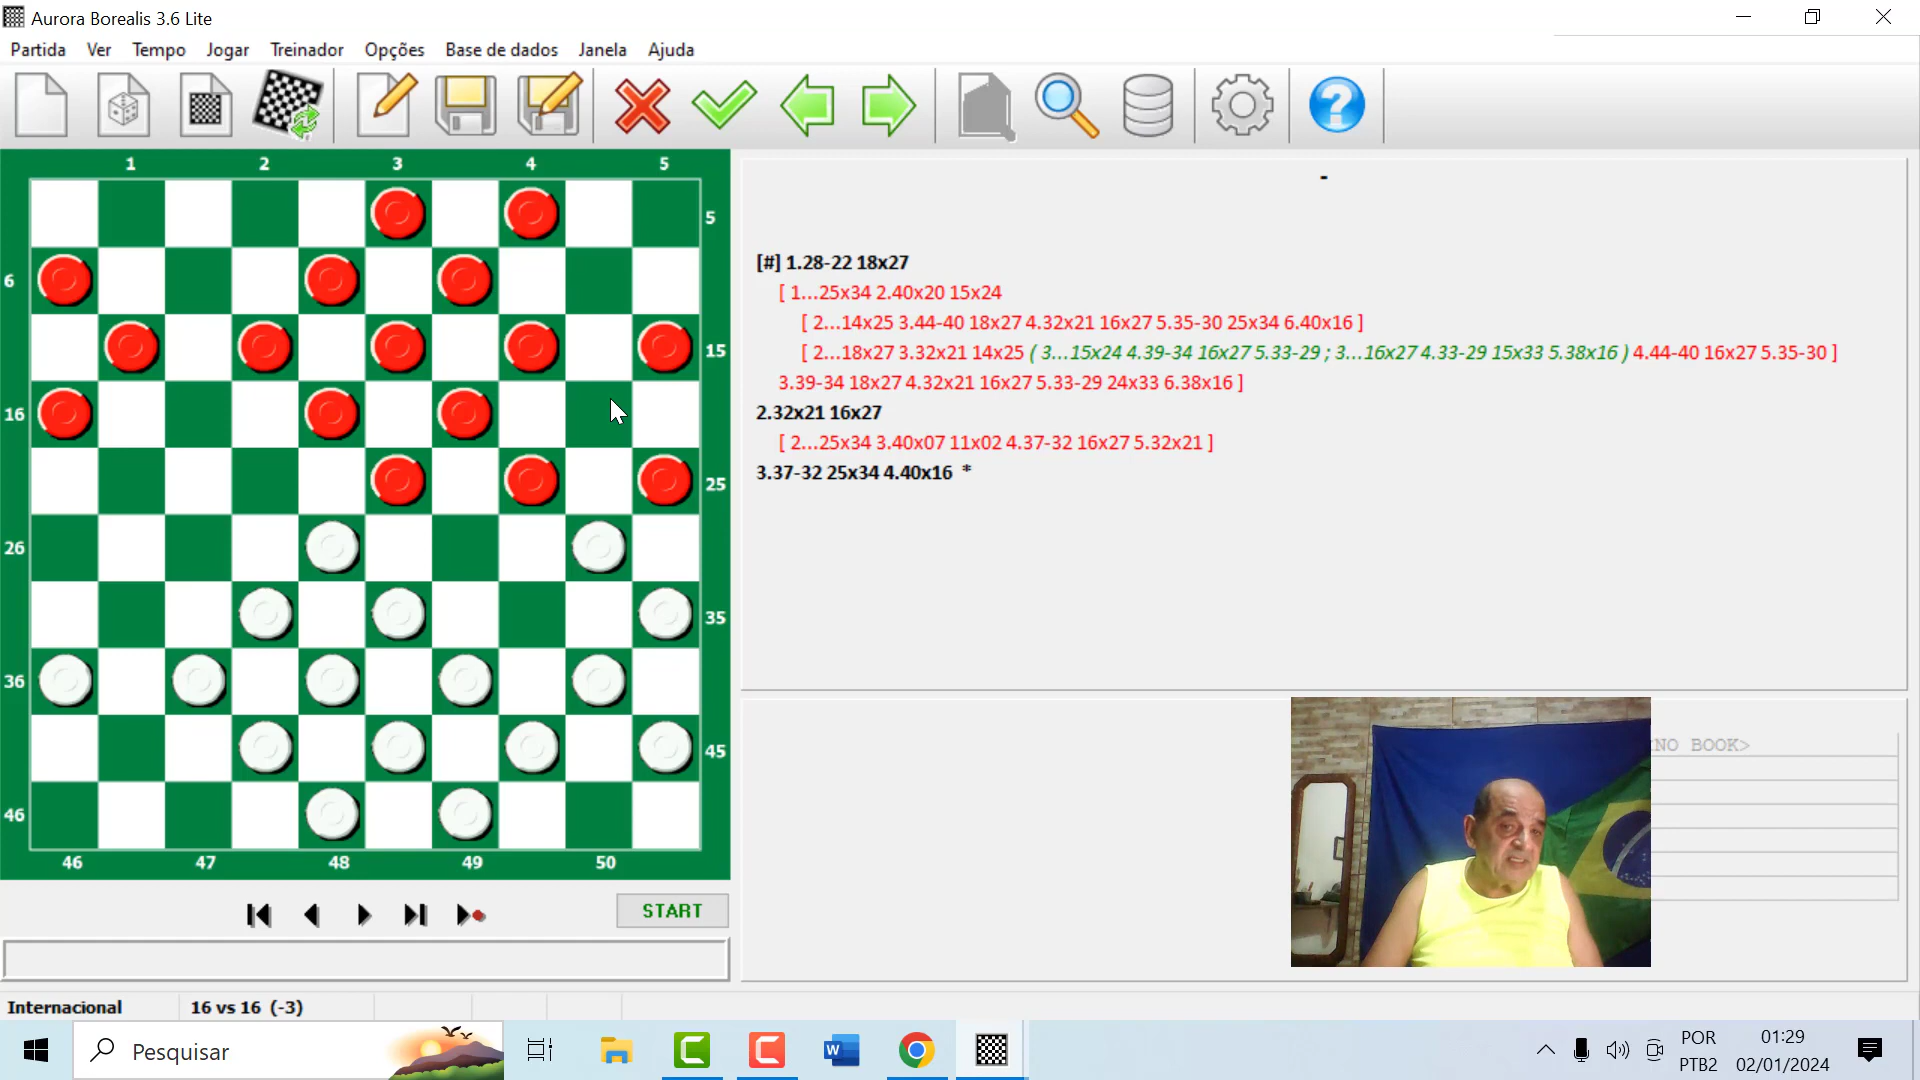 Aurora Borealis 3.6 Lite
Partida Ver Tempo Jogar Treinador Opções Base de dados Janela Ajuda
1 2 3 4 5
5
6
15
16
25
26
35
36
45
46
46 47 48 49 50
START
-
[#] 1.28-22 18x27
[ 1...25x34 2.40x20 15x24
[ 2...14x25 3.44-40 18x27 4.32x21 16x27 5.35-30 25x34 6.40x16 ]
[ 2...18x27 3.32x21 14x25 ( 3...15x24 4.39-34 16x27 5.33-29 ; 3...16x27 4.33-29 15x33 5.38x16 ) 4.44-40 16x27 5.35-30 ]
3.39-34 18x27 4.32x21 16x27 5.33-29 24x33 6.38x16 ]
2.32x21 16x27
[ 2...25x34 3.40x07 11x02 4.37-32 16x27 5.32x21 ]
3.37-32 25x34 4.40x16 *
NO BOOK>
Internacional 16 vs 16 (-3)
Pesquisar
W
POR
PTB2
01:29
02/01/2024